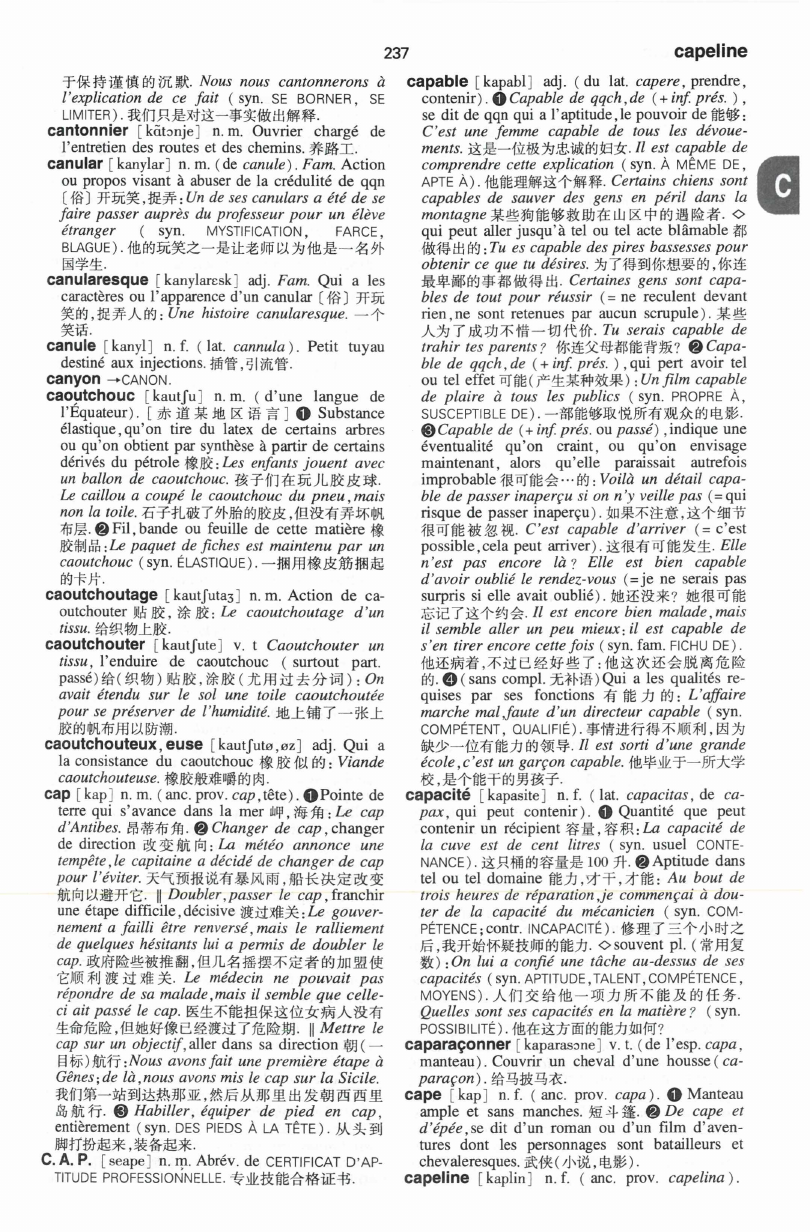 237
capeline
于保持谨慎的沉默. Nous nous cantonnerons à
l'explication de ce fait ( syn. SE BORNER, SE
LIMITER). 我们只是对这一事实做出解释.
cantonnier [kãtɔnje] n. m. Ouvrier chargé de
l'entretien des routes et des chemins. 养路工.
canular [kanylar] n. m. (de canule). Fam. Action
ou propos visant à abuser de la crédulité de qqn
〔俗〕开玩笑,捉弄:Un de ses canulars a été de se
faire passer auprès du professeur pour un élève
étranger ( syn. MYSTIFICATION, FARCE,
BLAGUE). 他的玩笑之一是让老师以为他是一名外
国学生.
canularesque [kanylarɛsk] adj. Fam. Qui a les
caractères ou l'apparence d'un canular〔俗〕开玩
笑的,捉弄人的: Une histoire canularesque. 一个
笑话.
canule [kanyl] n. f. ( lat. cannula). Petit tuyau
destiné aux injections. 插管,引流管.
canyon →CANON.
caoutchouc [kautʃu] n. m. ( d'une langue de
l'Équateur). [赤道某地区语言] ❶ Substance
élastique, qu'on tire du latex de certains arbres
ou qu'on obtient par synthèse à partir de certains
dérivés du pétrole 橡胶:Les enfants jouent avec
un ballon de caoutchouc. 孩子们在玩儿胶皮球.
Le caillou a coupé le caoutchouc du pneu, mais
non la toile. 石子扎破了外胎的胶皮,但没有弄坏帆
布层. ❷ Fil, bande ou feuille de cette matière 橡
胶制品:Le paquet de fiches est maintenu par un
caoutchouc (syn. ÉLASTIQUE). 一捆用橡皮筋捆起
的卡片.
caoutchoutage [kautʃutaʒ] n. m. Action de ca-
outchouter 贴胶, 涂胶: Le caoutchoutage d'un
tissu. 给织物上胶.
caoutchouter [kautʃute] v. t Caoutchouter un
tissu, l'enduire de caoutchouc ( surtout part.
passé)给(织物)贴胶,涂胶(尤用过去分词): On
avait étendu sur le sol une toile caoutchoutée
pour se préserver de l'humidité. 地上铺了一张上
胶的帆布用以防潮.
caoutchouteux, euse [kautʃutø,øz] adj. Qui a
la consistance du caoutchouc 橡胶似的: Viande
caoutchouteuse. 橡胶般难嚼的肉.
cap [kap] n. m. (anc. prov. cap, tête). ❶Pointe de
terre qui s'avance dans la mer 岬,海角:Le cap
d'Antibes. 昂蒂布角. ❷ Changer de cap, changer
de direction 改变航向: La météo annonce une
tempête, le capitaine a décidé de changer de cap
pour l'éviter. 天气预报说有暴风雨,船长决定改变
航向以避开它. ‖ Doubler, passer le cap, franchir
une étape difficile, décisive 渡过难关:Le gouver-
nement a failli être renversé, mais le ralliement
de quelques hésitants lui a permis de doubler le
cap. 政府险些被推翻,但几名摇摆不定者的加盟使
它顺利渡过难关. Le médecin ne pouvait pas
répondre de sa malade, mais il semble que celle-
ci ait passé le cap. 医生不能担保这位女病人没有
生命危险,但她好像已经渡过了危险期. ‖ Mettre le
cap sur un objectif, aller dans sa direction 朝(一
目标)航行:Nous avons fait une première étape à
Gênes; de là, nous avons mis le cap sur la Sicile.
我们第一站到达热那亚,然后从那里出发朝西西里
岛航行. ❸ Habiller, équiper de pied en cap,
entièrement (syn. DES PIEDS À LA TÊTE). 从头到
脚打扮起来,装备起来.
C. A. P. [seape] n. m. Abrév. de CERTIFICAT D'AP-
TITUDE PROFESSIONNELLE. 专业技能合格证书.
capable [kapabl] adj. ( du lat. capere, prendre,
contenir). ❶ Capable de qqch, de (+ inf. prés. ),
se dit de qqn qui a l'aptitude, le pouvoir de 能够:
C'est une femme capable de tous les dévoue-
ments. 这是一位极为忠诚的妇女. Il est capable de
comprendre cette explication (syn. À MÊME DE,
APTE À). 他能理解这个解释. Certains chiens sont
capables de sauver des gens en péril dans la
montagne 某些狗能够救助在山区中的遇险者. ◇
qui peut aller jusqu'à tel ou tel acte blâmable 都
做得出的:Tu es capable des pires bassesses pour
obtenir ce que tu désires. 为了得到你想要的,你连
最卑鄙的事都做得出. Certaines gens sont capa-
bles de tout pour réussir (= ne reculent devant
rien, ne sont retenues par aucun scrupule). 某些
人为了成功不惜一切代价. Tu serais capable de
trahir tes parents? 你连父母都能背叛? ❷ Capa-
ble de qqch, de (+ inf. prés. ), qui pert avoir tel
ou tel effet 可能(产生某种效果):Un film capable
de plaire à tous les publics (syn. PROPRE À,
SUSCEPTIBLE DE). 一部能够取悦所有观众的电影.
❸Capable de (+ inf. prés. ou passé), indique une
éventualité qu'on craint, ou qu'on envisage
maintenant, alors qu'elle paraissait autrefois
improbable 很可能会…的:Voilà un détail capa-
ble de passer inaperçu si on n'y veille pas (= qui
risque de passer inaperçu). 如果不注意,这个细节
很可能被忽视. C'est capable d'arriver (= c'est
possible, cela peut arriver). 这很有可能发生. Elle
n'est pas encore là? Elle est bien capable
d'avoir oublié le rendez-vous (=je ne serais pas
surpris si elle avait oublié). 她还没来? 她很可能
忘记了这个约会. Il est encore bien malade, mais
il semble aller un peu mieux: il est capable de
s'en tirer encore cette fois (syn. fam. FICHU DE).
他还病着,不过已经好些了:他这次还会脱离危险
的. ❹(sans compl. 无补语)Qui a les qualités re-
quises par ses fonctions 有能力的: L'affaire
marche mal, faute d'un directeur capable (syn.
COMPÉTENT, QUALIFIÉ). 事情进行得不顺利,因为
缺少一位有能力的领导. Il est sorti d'une grande
école, c'est un garçon capable. 他毕业于一所大学
校,是个能干的男孩子.
capacité [kapasite] n. f. ( lat. capacitas, de ca-
pax, qui peut contenir). ❶ Quantité que peut
contenir un récipient 容量,容积:La capacité de
la cuve est de cent litres ( syn. usuel CONTE-
NANCE). 这只桶的容量是 100 升. ❷ Aptitude dans
tel ou tel domaine 能力,才干,才能: Au bout de
trois heures de réparation, je commençai à dou-
ter de la capacité du mécanicien ( syn. COM-
PÉTENCE; contr. INCAPACITÉ). 修理了三个小时之
后,我开始怀疑技师的能力. ◇souvent pl. (常用复
数):On lui a confié une tâche au-dessus de ses
capacités (syn. APTITUDE, TALENT, COMPÉTENCE,
MOYENS). 人们交给他一项力所不能及的任务.
Quelles sont ses capacités en la matière? (syn.
POSSIBILITÉ). 他在这方面的能力如何?
caparaçonner [kaparasɔne] v. t. (de l'esp. capa,
manteau). Couvrir un cheval d'une housse (ca-
paraçon). 给马披马衣.
cape [kap] n. f. ( anc. prov. capa). ❶ Manteau
ample et sans manches. 短斗篷. ❷ De cape et
d'épée, se dit d'un roman ou d'un film d'aven-
tures dont les personnages sont batailleurs et
chevaleresques. 武侠(小说,电影).
capeline [kaplin] n. f. ( anc. prov. capelina).
C